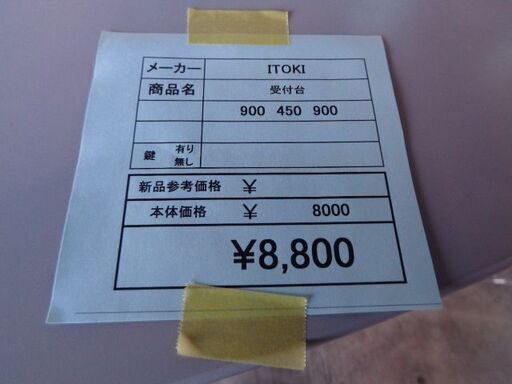 メーカー ITOKI
商品名 受付台
900 450 900
鍵 有り 無し
新品参考価格 ¥
本体価格 ¥ 8000
¥8,800